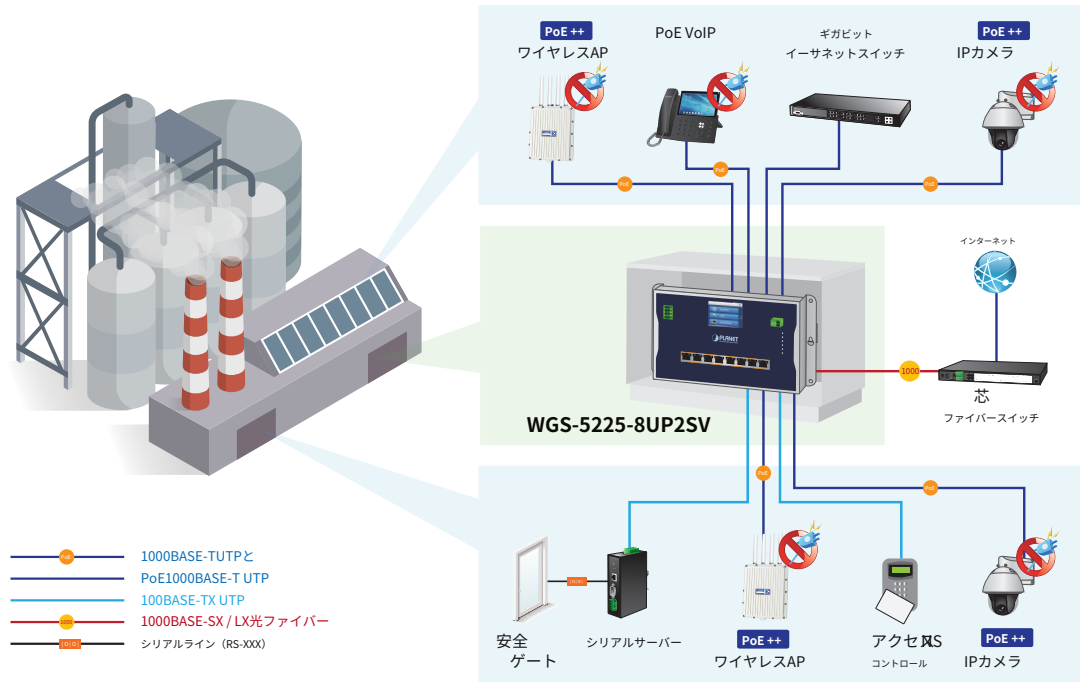 PoE ++
ワイヤレスAP
PoE VoIP
ギガビット
イーサネットスイッチ
PoE ++
IPカメラ
PoE
PoE
PoE
インターネット
PLANET
1000
芯
ファイバースイッチ
WGS-5225-8UP2SV
PoE
PoE
PoE
1000BASE-TUTPと
PoE1000BASE-T UTP
100BASE-TX UTP
1000
1000BASE-SX / LX光ファイバー
シリアルライン（RS-XXX）
安全
ゲート
シリアルサーバー
PoE ++
ワイヤレスAP
アクセスXS
コントロール
PoE ++
IPカメラ